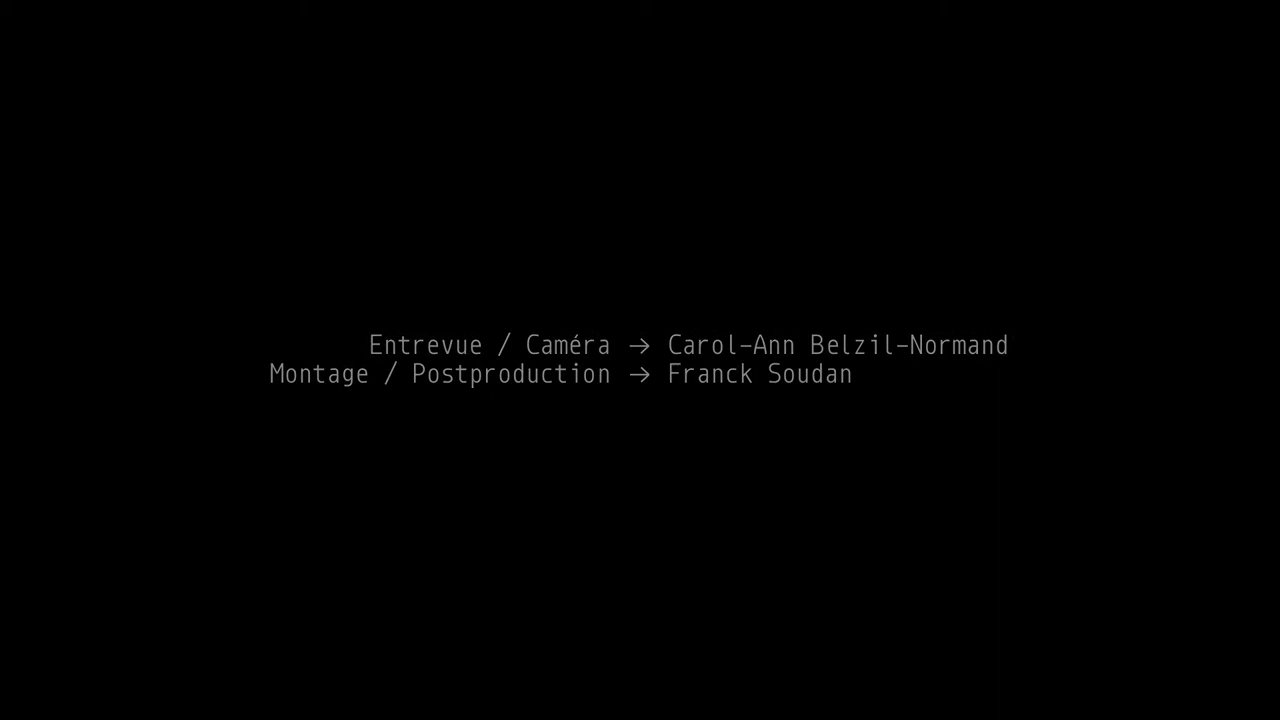 Entrevue / Caméra → Carol-Ann Belzil-Normand
Montage / Postproduction → Franck Soudan